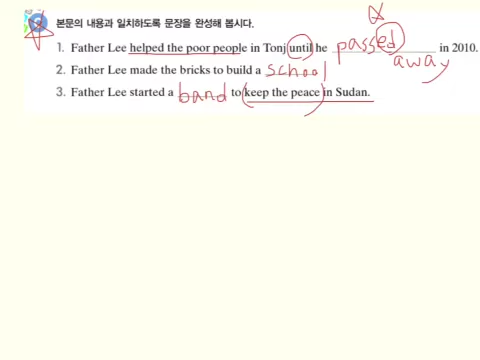 본문의 내용과 일치하도록 문장을 완성해 봅시다.
1. Father Lee helped the poor people in Tonj until he passed away in 2010.
2. Father Lee made the bricks to build a school
3. Father Lee started a band to (keep the peace) in Sudan.